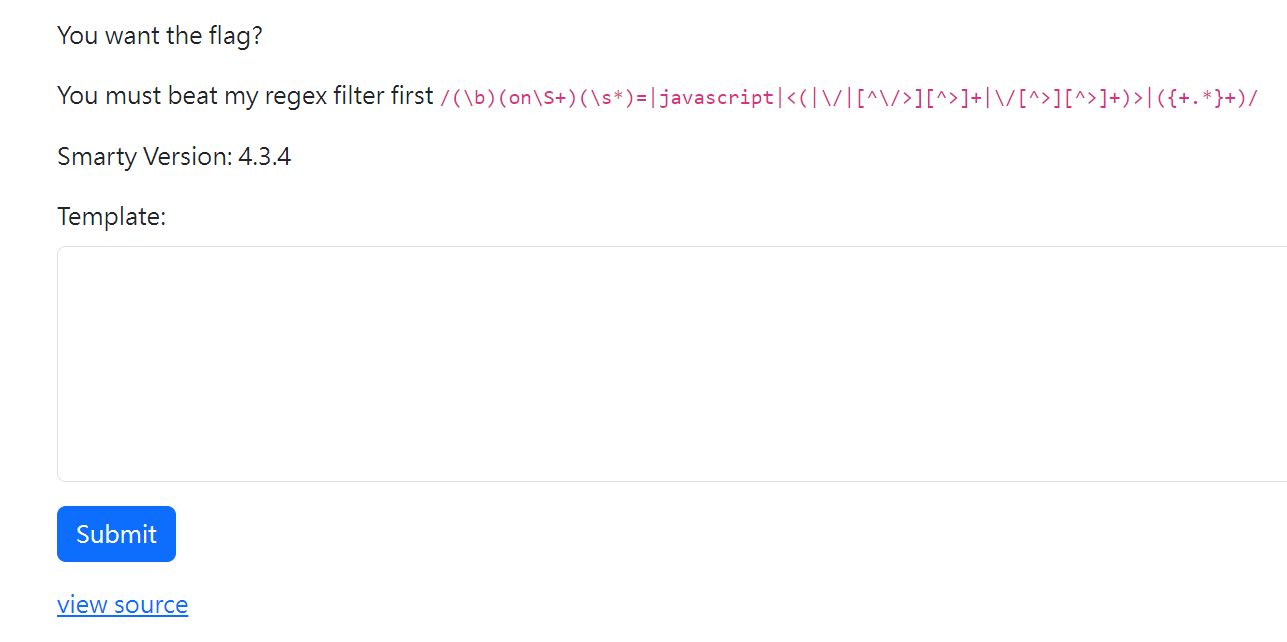 You want the flag?
You must beat my regex filter first /(\b)(on\S+)(\s*)=|javascript|<(|\/|[^\/>][^>]+|\/[^>][^>]+)>|({+.*}+)/
Smarty Version: 4.3.4
Template:
Submit
view source